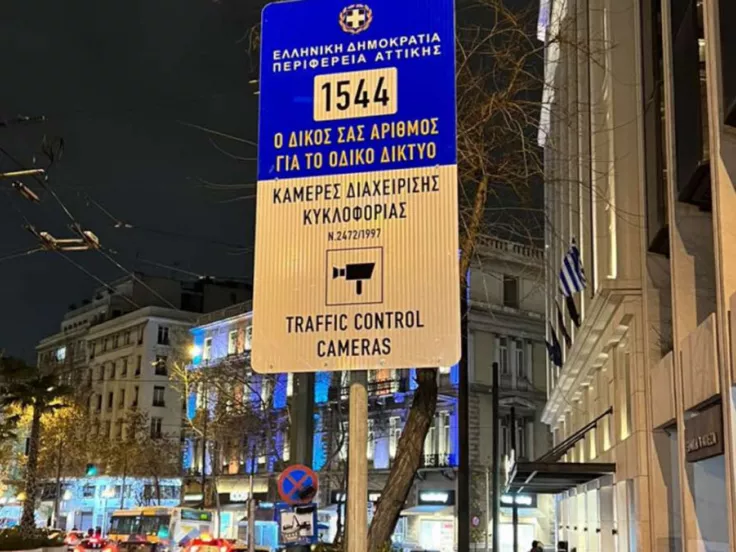 ΕΛΛΗΝΙΚΗ ΔΗΜΟΚΡΑΤΙΑ
ΠΕΡΙΦΕΡΕΙΑ ΑΤΤΙΚΗΣ
1544
Ο ΔΙΚΟΣ ΣΑΣ ΑΡΙΘΜΟΣ
ΓΙΑ ΤΟ ΟΔΙΚΟ ΔΙΚΤΥΟ
ΚΑΜΕΡΕΣ ΔΙΑΧΕΙΡΙΣΗΣ
ΚΥΚΛΟΦΟΡΙΑΣ
Ν.2472/1997
TRAFFIC CONTROL
CAMERAS